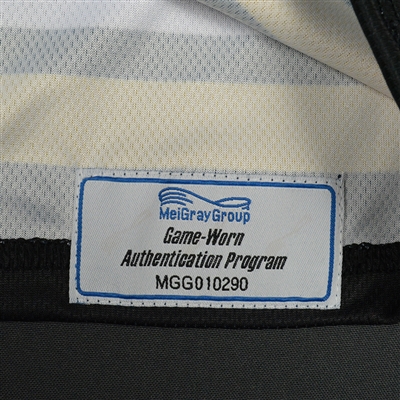 MeiGrayGroup
Game-Worn
Authentication Program
MGG010290